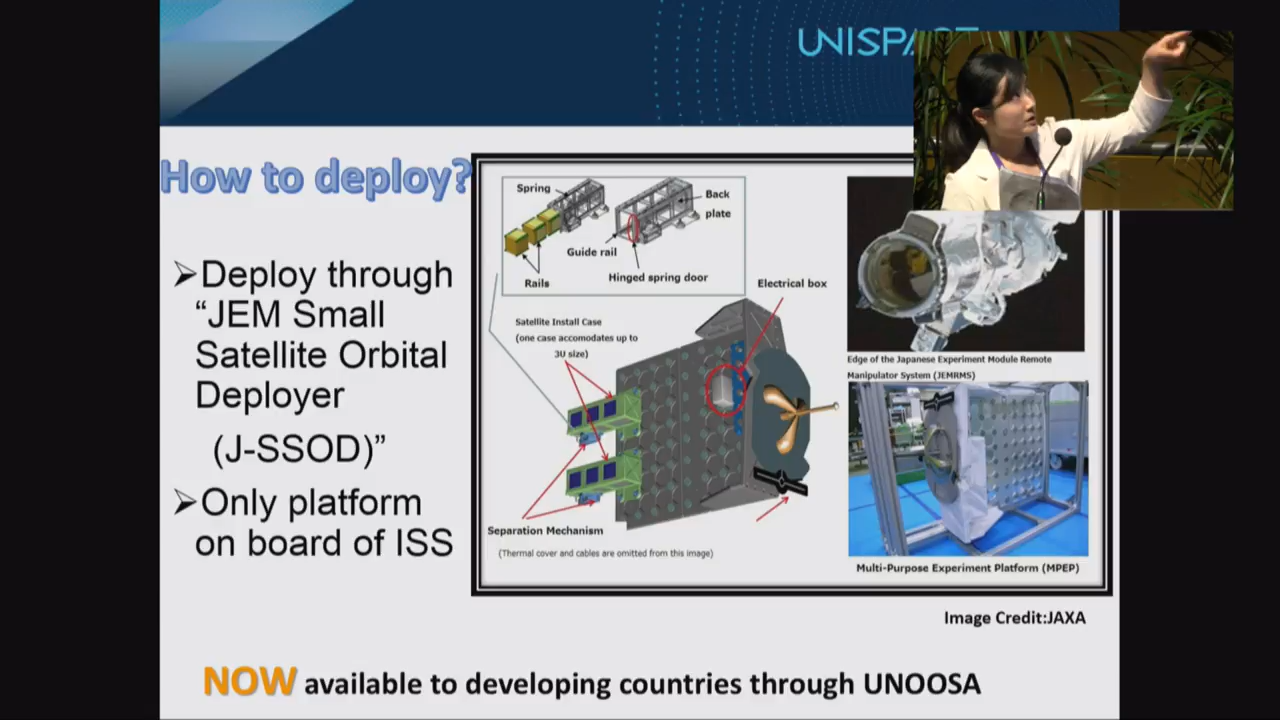 How to deploy?
➢Deploy through
“JEM Small
Satellite Orbital
Deployer
(J-SSOD)”
➢Only platform
on board of ISS
Spring
Back
plate
Guide rail
Hinged spring door
Rails
Electrical box
Satellite Install Case
(one case accomodates up to
3U size)
Separation Mechanism
(Thermal cover and cables are omitted from this image)
Edge of the Japanese Experiment Module Remote
Manipulator System (JEMRMS)
Multi-Purpose Experiment Platform (MPEP)
Image Credit:JAXA
NOW available to developing countries through UNOOSA